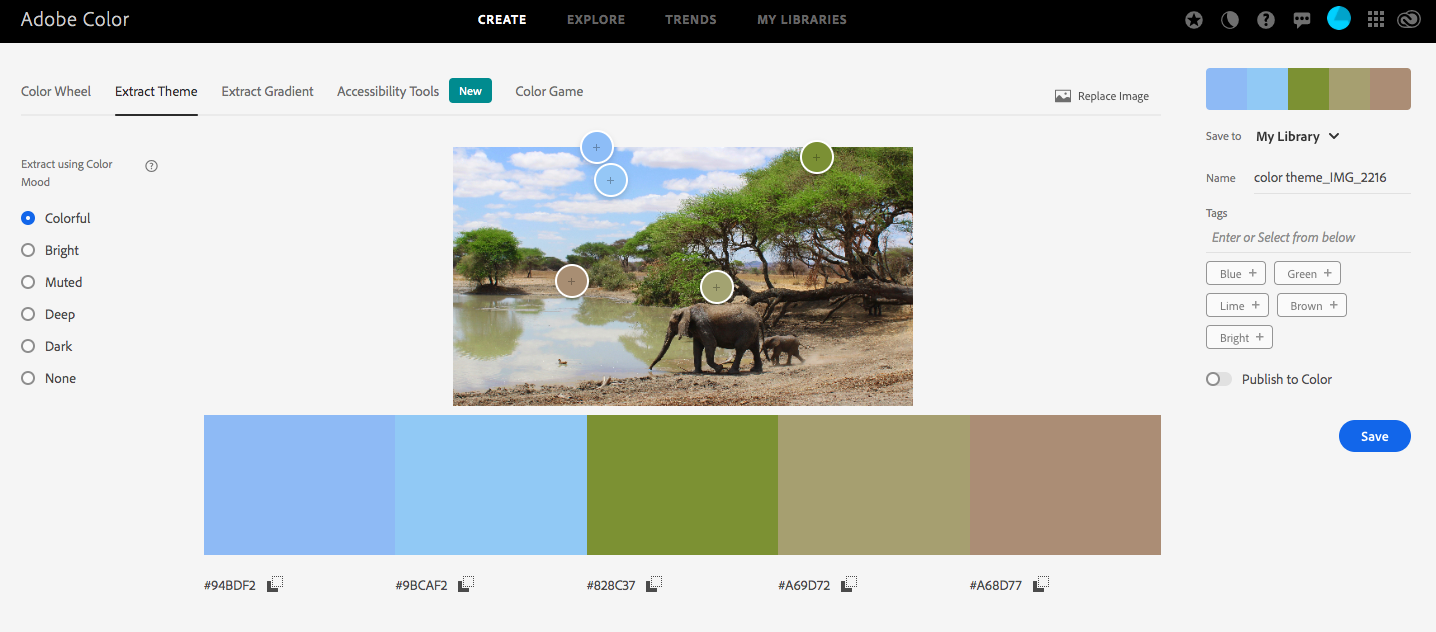 Adobe Color
CREATE EXPLORE TRENDS MY LIBRARIES
Color Wheel Extract Theme Extract Gradient Accessibility Tools New Color Game
Replace Image
Extract using Color
Mood
Colorful
Bright
Muted
Deep
Dark
None
#94BDF2 #9BCAF2 #828C37 #A69D72 #A68D77
Save to My Library
Name color theme_IMG_2216
Tags
Enter or Select from below
Blue + Green +
Lime + Brown +
Bright +
Publish to Color
Save